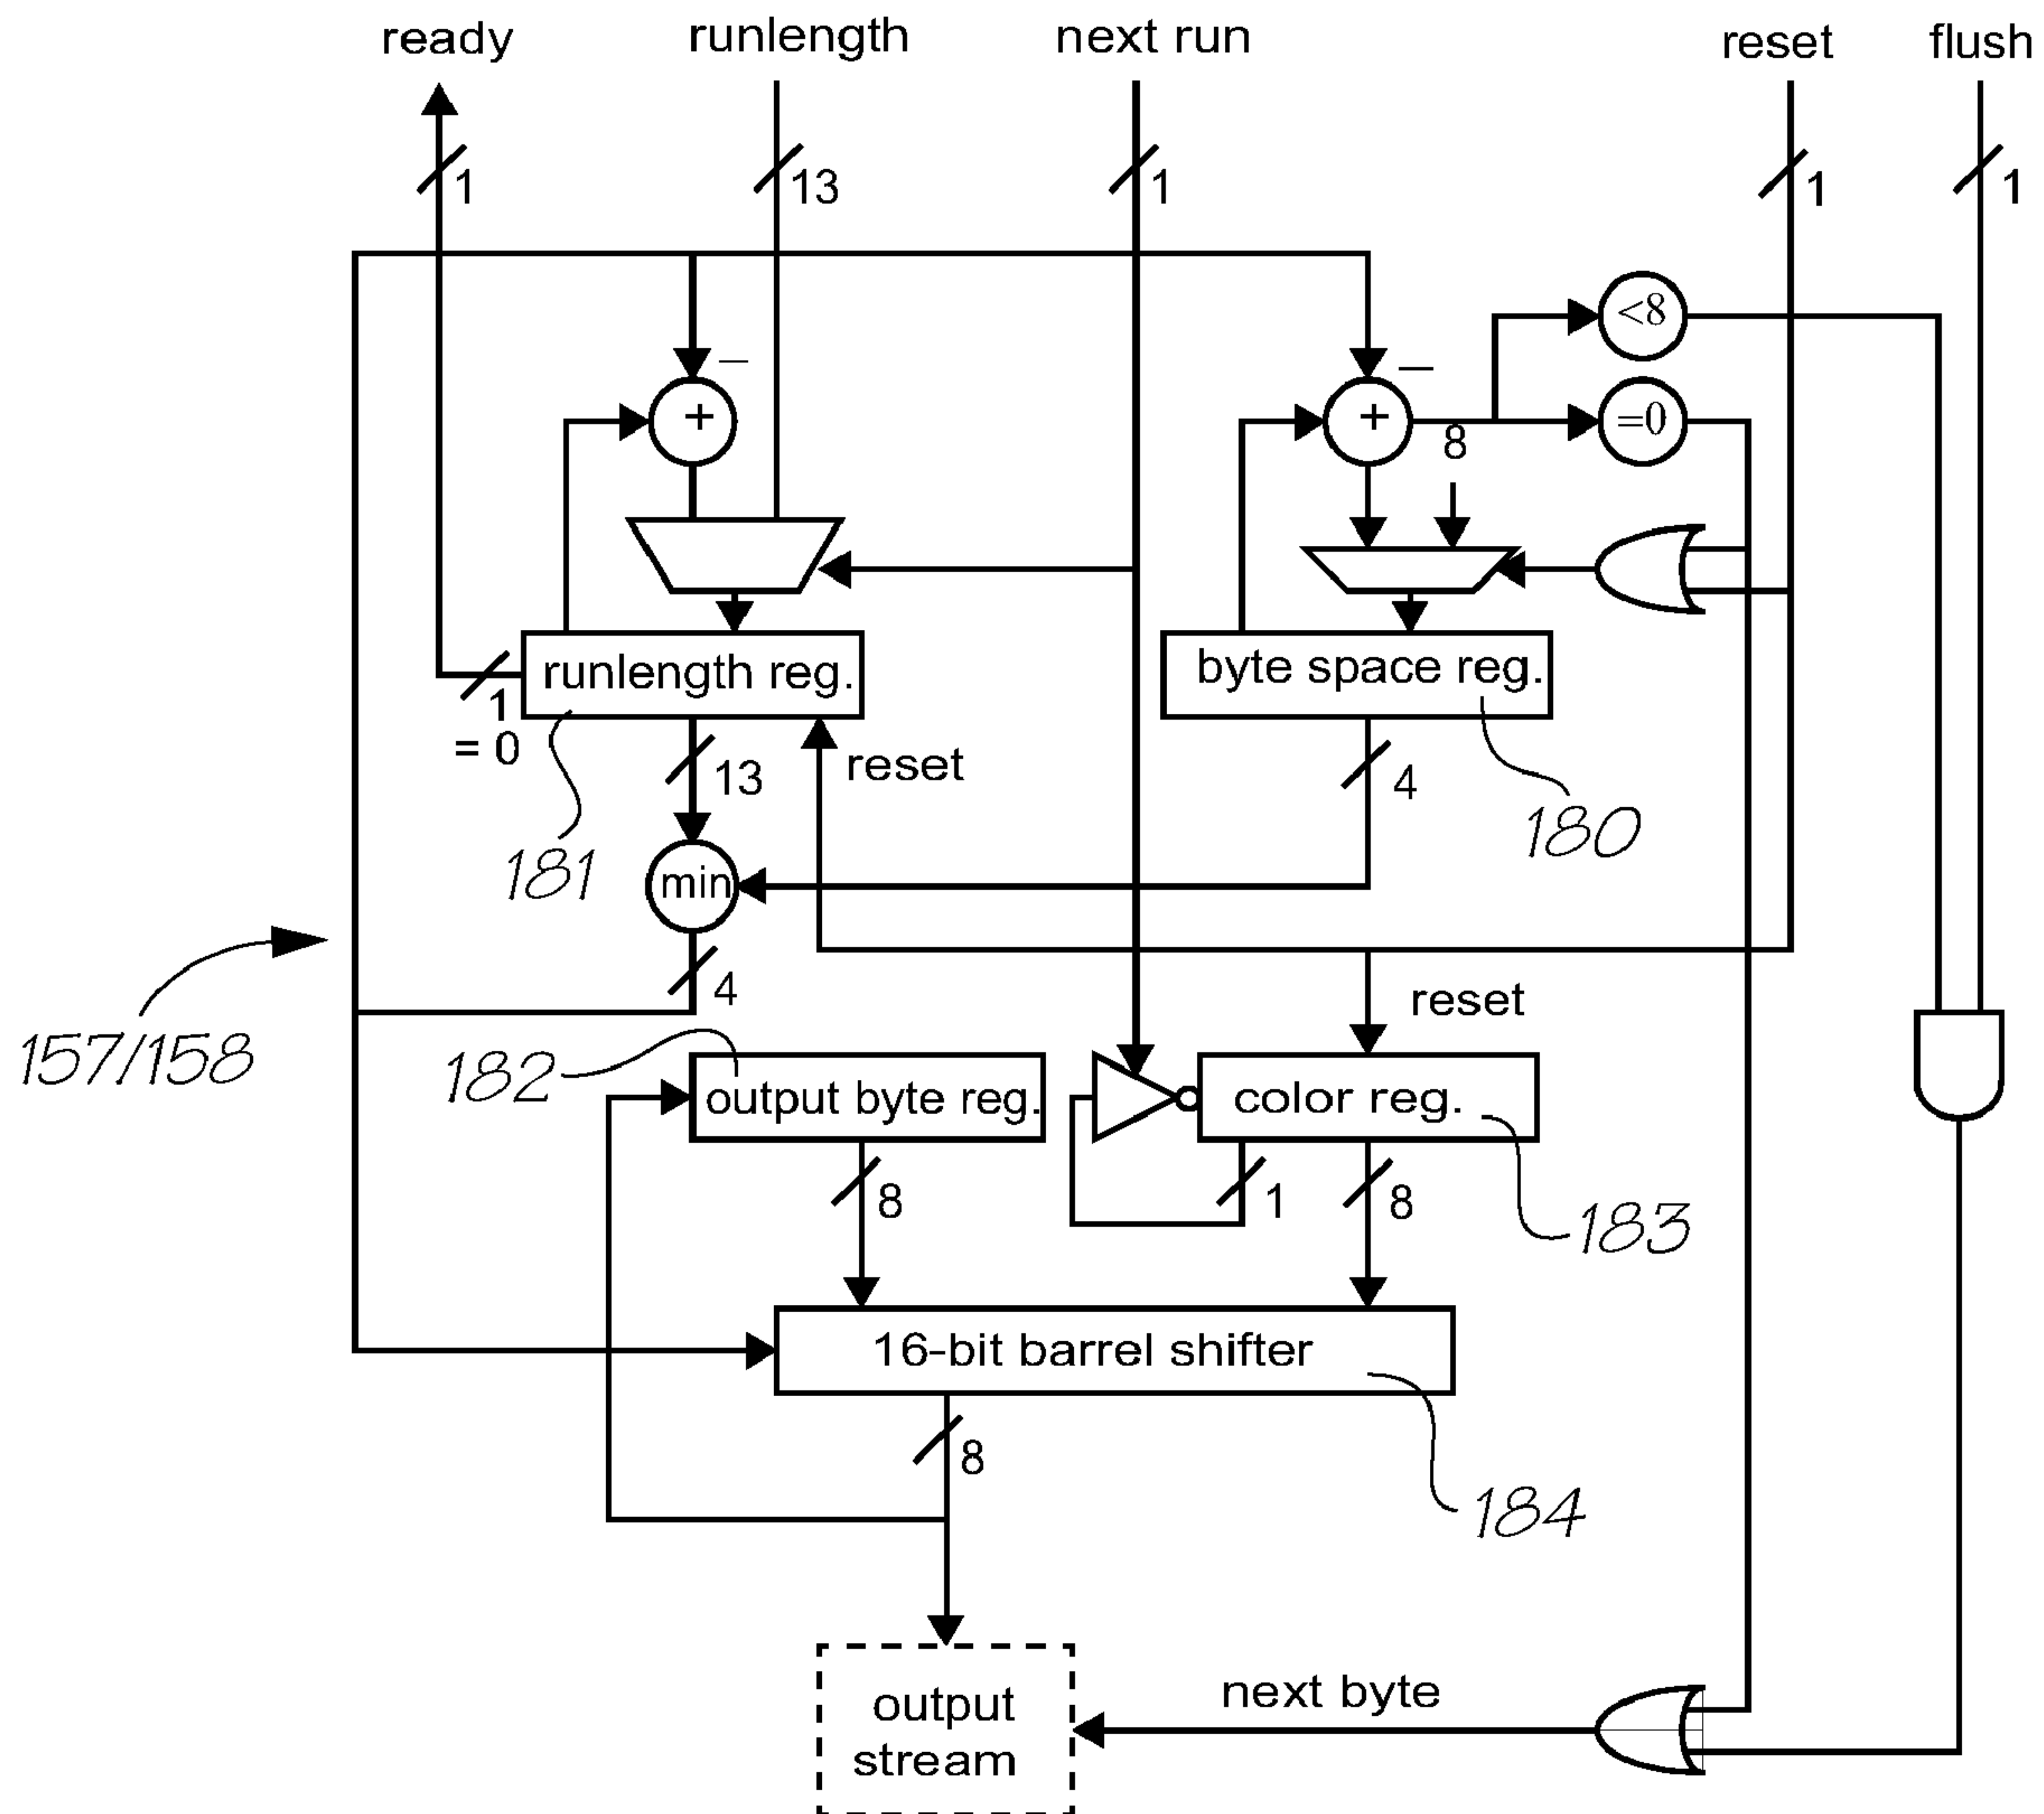 ready
runlength
next run
reset
flush
1
13
1
1
1
<8
–
–
+
+
=0
8
runlength reg.
byte space reg.
1
= 0
13
reset
4
180
181
min
4
reset
157/158
182
output byte reg.
color reg.
8
1
8
183
16-bit barrel shifter
8
184
next byte
output
stream